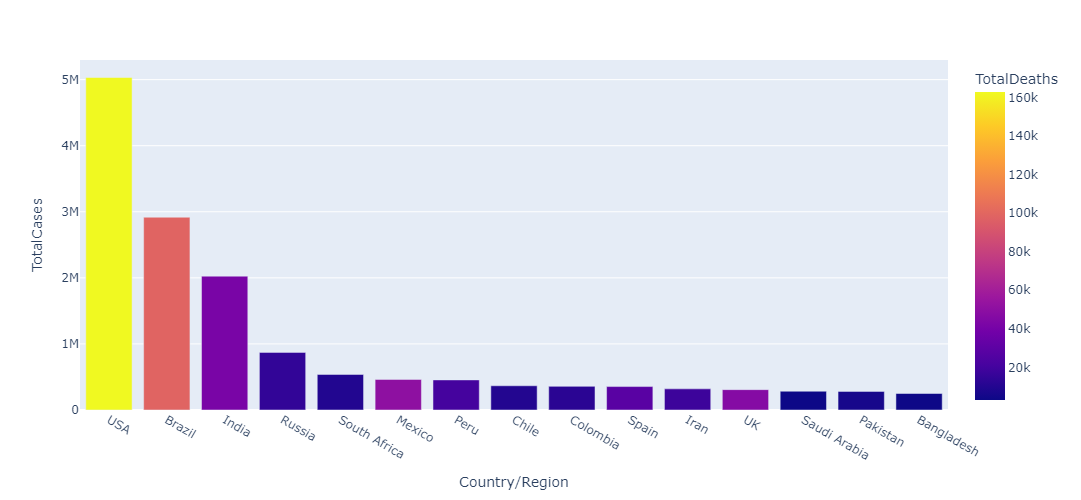 TotalCases
5M
4M
3M
2M
1M
0
USA
Brazil
India
Russia
South Africa
Mexico
Peru
Chile
Colombia
Spain
Iran
UK
Saudi Arabia
Pakistan
Bangladesh
Country/Region
TotalDeaths
160k
140k
120k
100k
80k
60k
40k
20k